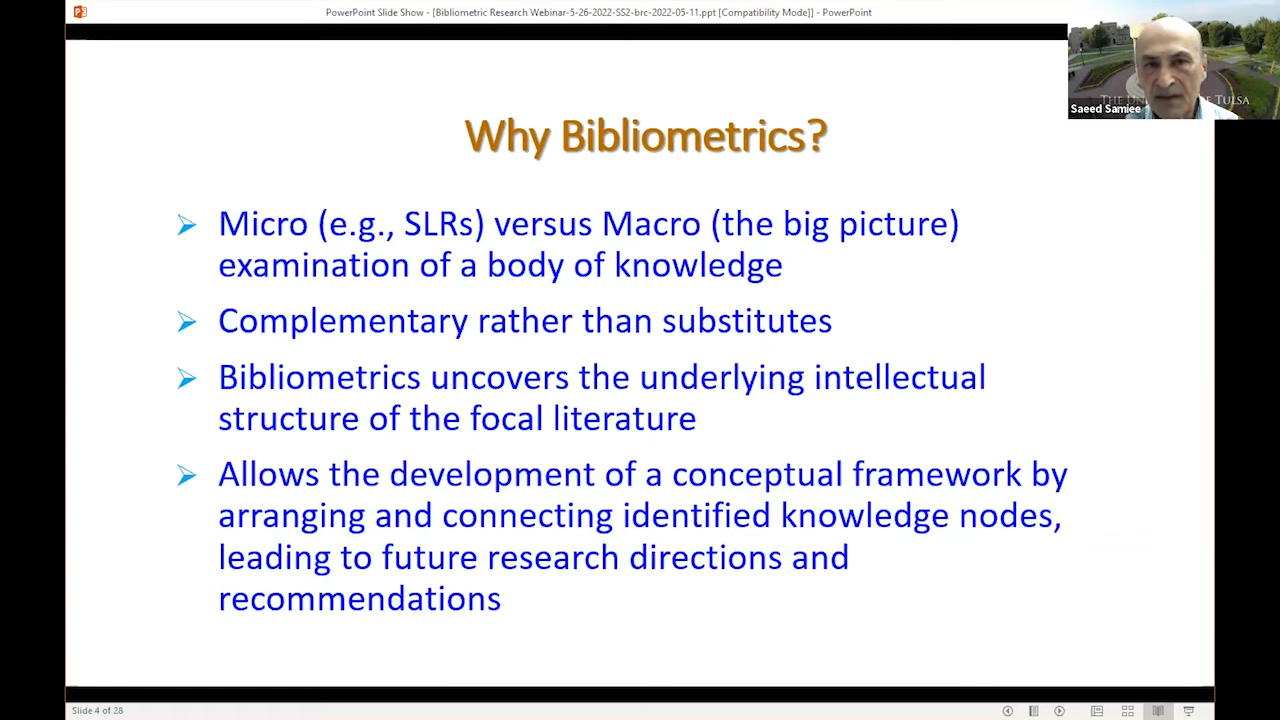 PowerPoint Slide Show - [Bibliometric Research Webinar-5-26-2022-SS2-brc-2022-05-11.ppt [Compatibility Mode]] - PowerPoint
Saeed Samiee
TULSA
Why Bibliometrics?
Micro (e.g., SLRs) versus Macro (the big picture)
examination of a body of knowledge
Complementary rather than substitutes
Bibliometrics uncovers the underlying intellectual
structure of the focal literature
Allows the development of a conceptual framework by
arranging and connecting identified knowledge nodes,
leading to future research directions and
recommendations
Slide 4 of 28